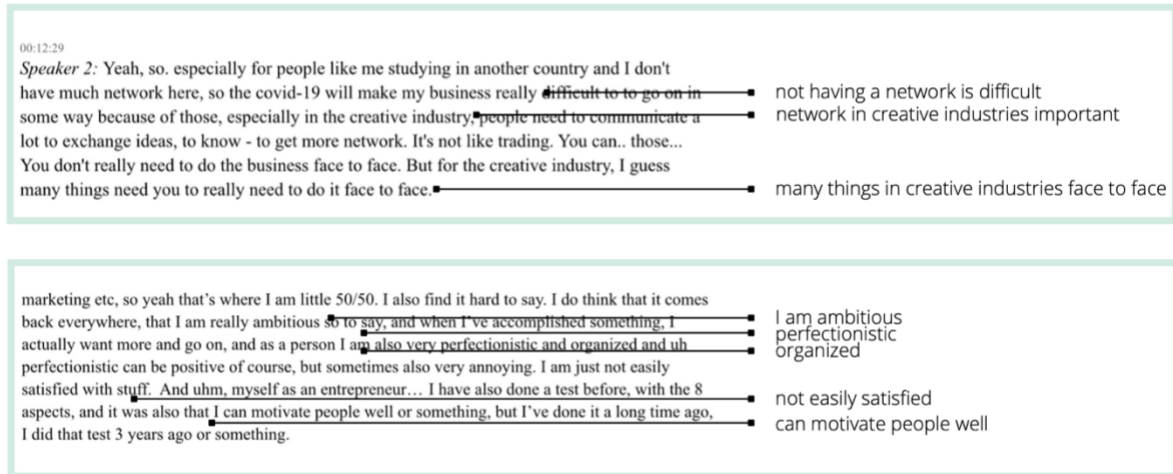 00:12:29
Speaker 2: Yeah, so. especially for people like me studying in another country and I don't
have much network here, so the covid-19 will make my business really difficult to to go on in
not having a network is difficult
some way because of those, especially in the creative industry, people need to communicate a
network in creative industries important
lot to exchange ideas, to know - to get more network. It's not like trading. You can.. those...
You don't really need to do the business face to face. But for the creative industry, I guess
many things need you to really need to do it face to face.
many things in creative industries face to face
marketing etc, so yeah that's where I am little 50/50. I also find it hard to say. I do think that it comes
back everywhere, that I am really ambitious so to say, and when I've accomplished something, I
I am ambitious
perfectionistic
actually want more and go on, and as a person I am also very perfectionistic and organized and uh
organized
perfectionistic can be positive of course, but sometimes also very annoying. I am just not easily
satisfied with stuff. And uhm, myself as an entrepreneur… I have also done a test before, with the 8
not easily satisfied
aspects, and it was also that I can motivate people well or something, but I've done it a long time ago,
can motivate people well
I did that test 3 years ago or something.